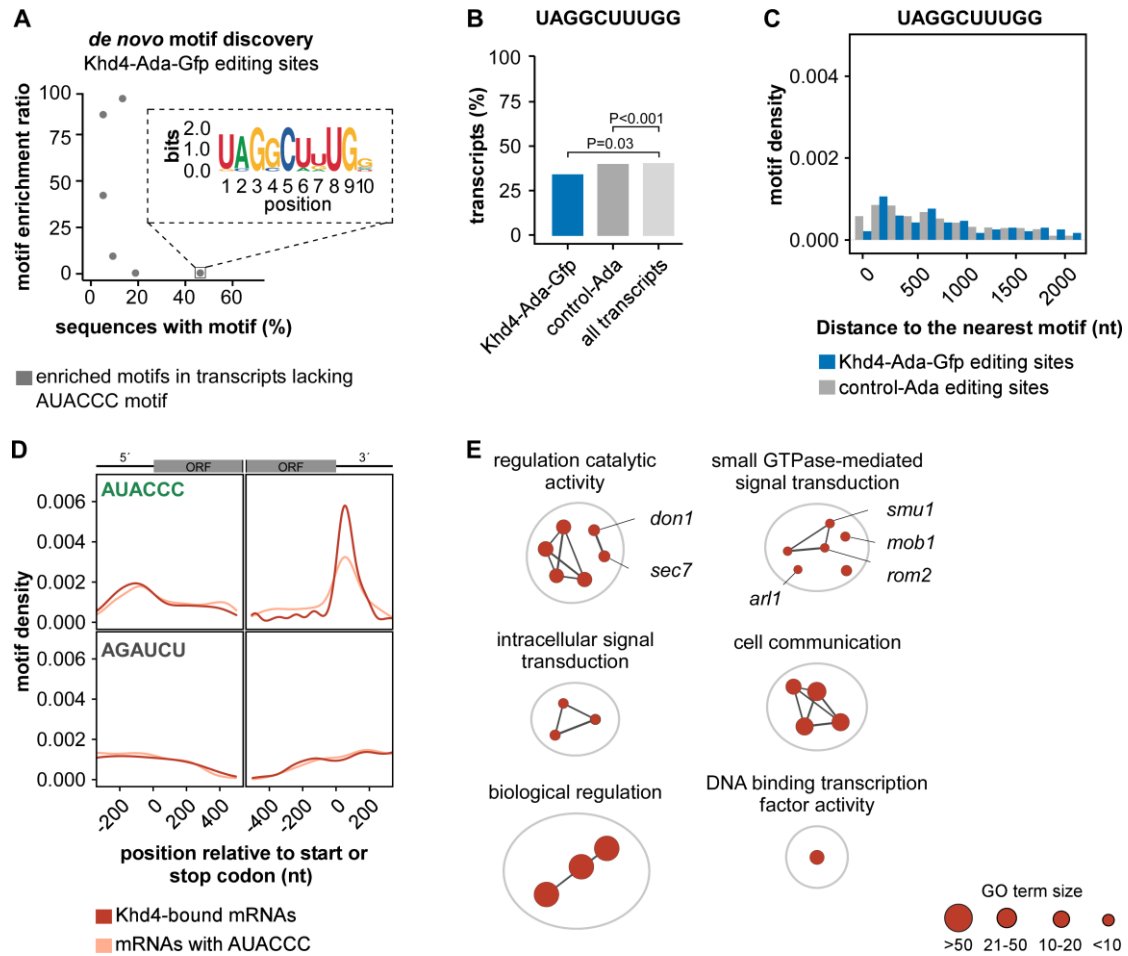 A
de novo motif discovery
Khd4-Ada-Gfp editing sites
motif enrichment ratio
100
75
50
25
0
0
20
40
60
sequences with motif (%)
bits
2.0
1.0
0.0
UAGGCUUUGG
1 2 3 4 5 6 7 8 9 10
position
enriched motifs in transcripts lacking
AUACCC motif
B
UAGGCUUUGG
transcripts (%)
100
75
50
25
0
P<0.001
P=0.03
Khd4-Ada-Gfp
control-Ada
all transcripts
C
UAGGCUUUGG
motif density
0.004
0.002
0.000
0
500
1000
1500
2000
Distance to the nearest motif (nt)
Khd4-Ada-Gfp editing sites
control-Ada editing sites
D
5´
ORF
ORF
3´
motif density
AUACCC
0.006
0.004
0.002
0.000
AGAUCU
0.006
0.004
0.002
0.000
-200
0
200
400
-400
-200
0
200
position relative to start or
stop codon (nt)
Khd4-bound mRNAs
mRNAs with AUACCC
E
regulation catalytic
activity
don1
sec7
small GTPase-mediated
signal transduction
smu1
mob1
rom2
arl1
intracellular signal
transduction
cell communication
biological regulation
DNA binding transcription
factor activity
GO term size
>50 21-50 10-20 <10